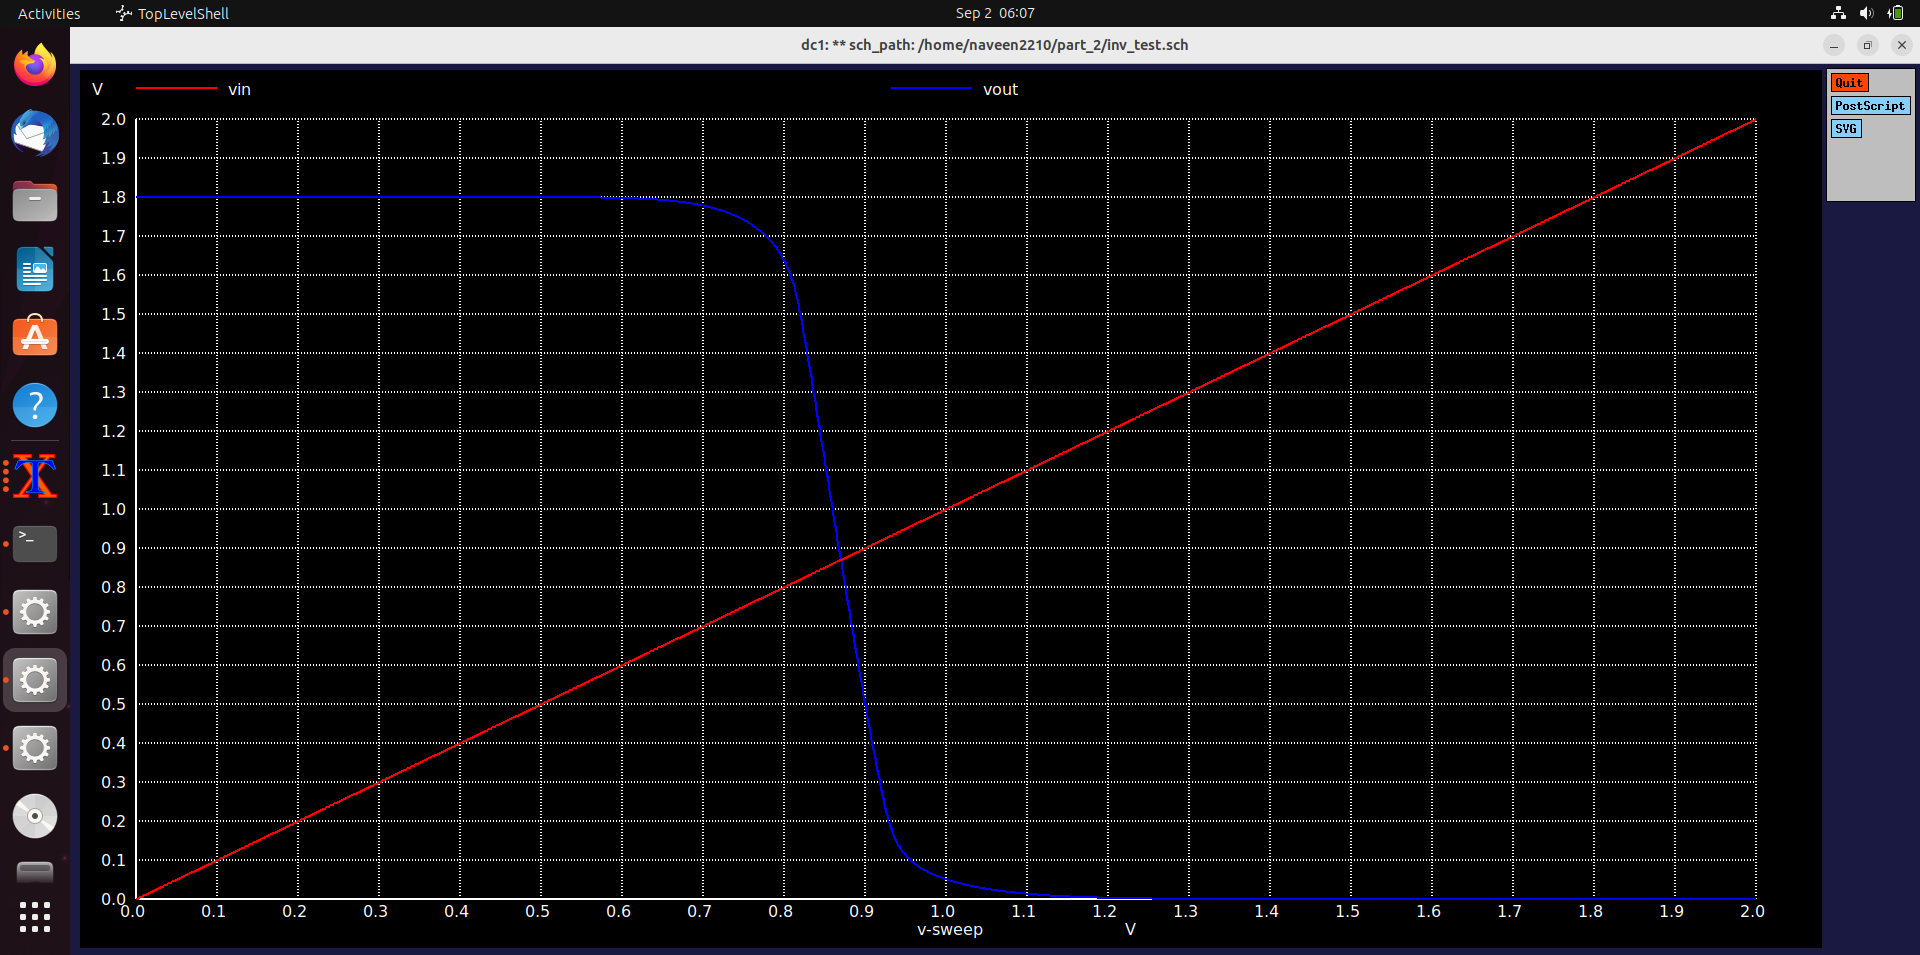 Activities TopLevelShell Sep 2 06:07
dc1: ** sch_path: /home/naveen2210/part_2/inv_test.sch
V vin vout
Quit
PostScript
SVG
2.0
1.9
1.8
1.7
1.6
1.5
1.4
1.3
1.2
1.1
1.0
0.9
0.8
0.7
0.6
0.5
0.4
0.3
0.2
0.1
0.0
0.0 0.1 0.2 0.3 0.4 0.5 0.6 0.7 0.8 0.9 1.0 1.1 1.2 1.3 1.4 1.5 1.6 1.7 1.8 1.9 2.0
v-sweep V